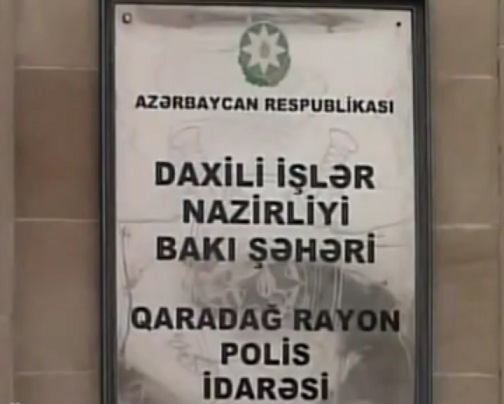 AZƏRBAYCAN RESPUBLİKASI
DAXİLİ İŞLƏR
NAZİRLİYİ
BAKI ŞƏHƏRİ
QARADAĞ RAYON
POLİS
İDARƏSİ